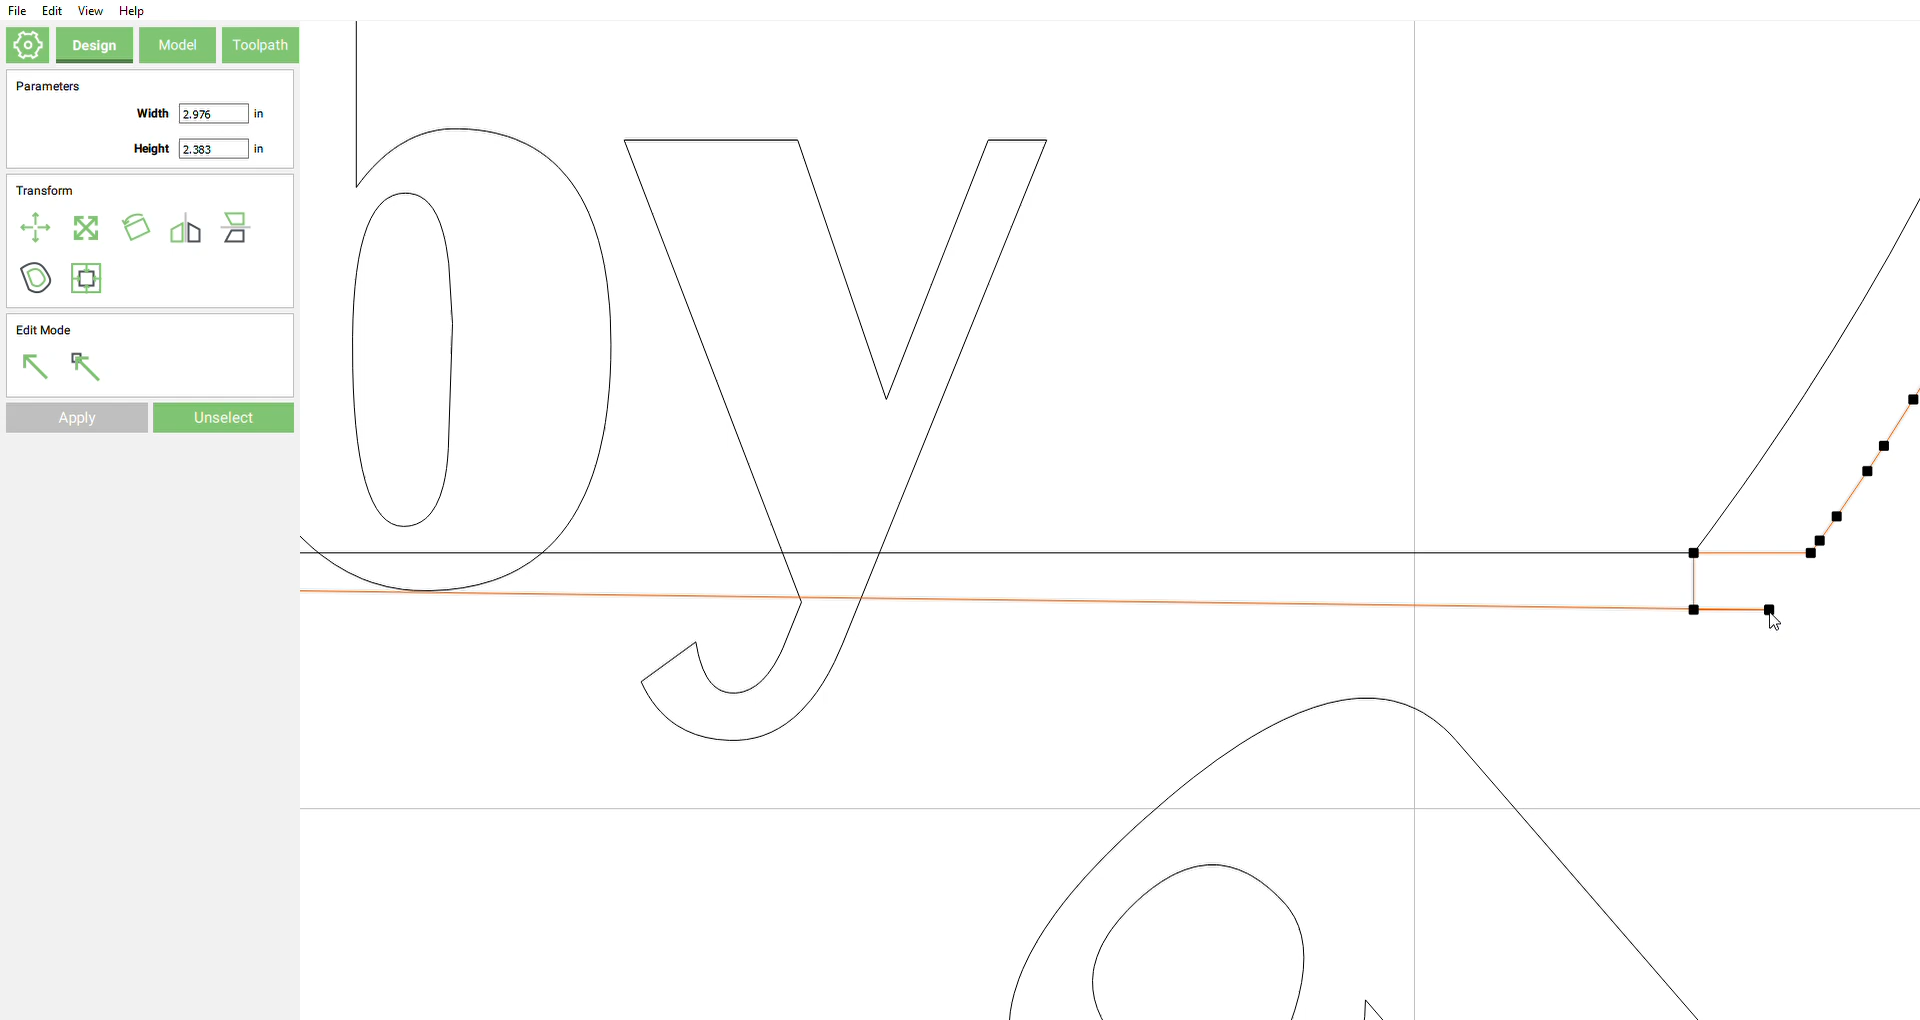 File Edit View Help
Design Model Toolpath
Parameters
Width 2.976 in
Height 2.383 in
Transform
Edit Mode
Apply Unselect
by